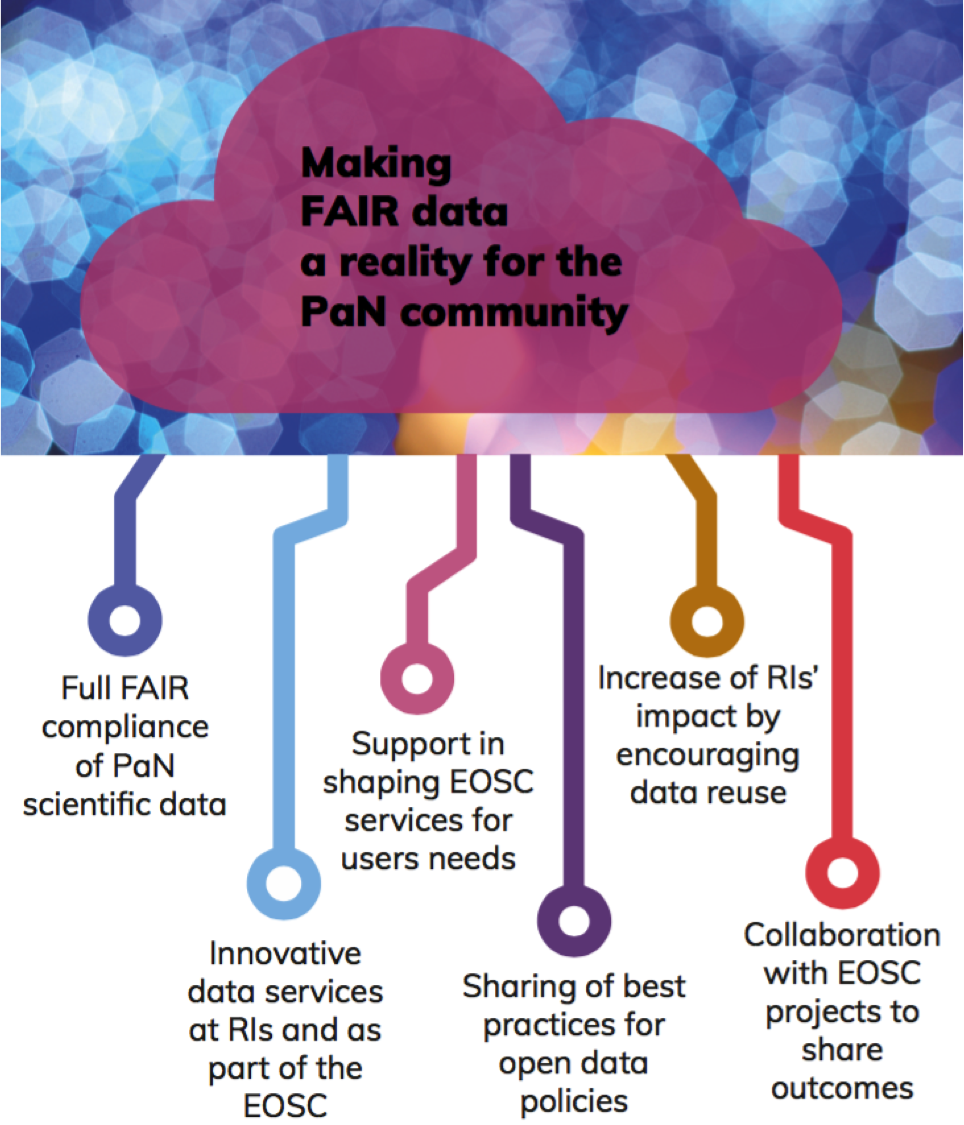 Making
FAIR data
a reality for the
PaN community
Full FAIR
compliance
of PaN
scientific data
Innovative
data services
at RIs and as
part of the
EOSC
Support in
shaping EOSC
services for
users needs
Sharing of best
practices for
open data
policies
Increase of RIs’
impact by
encouraging
data reuse
Collaboration
with EOSC
projects to
share
outcomes